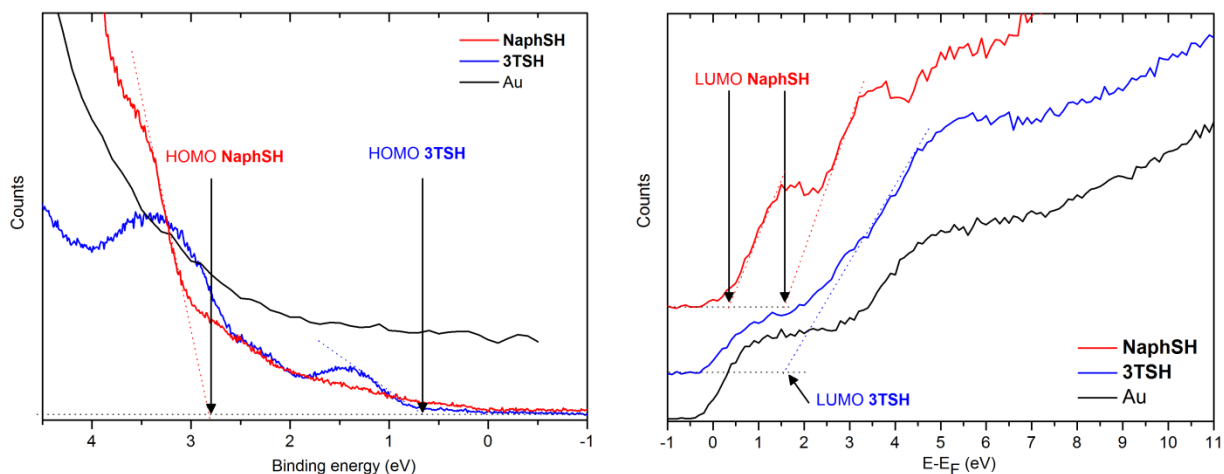 NaphSH
3TSH
Au
HOMO NaphSH
HOMO 3TSH
Counts
4 3 2 1 0 -1
Binding energy (eV)
LUMO NaphSH
Counts
NaphSH
3TSH
Au
LUMO 3TSH
-1 0 1 2 3 4 5 6 7 8 9 10 11
E-EF (eV)